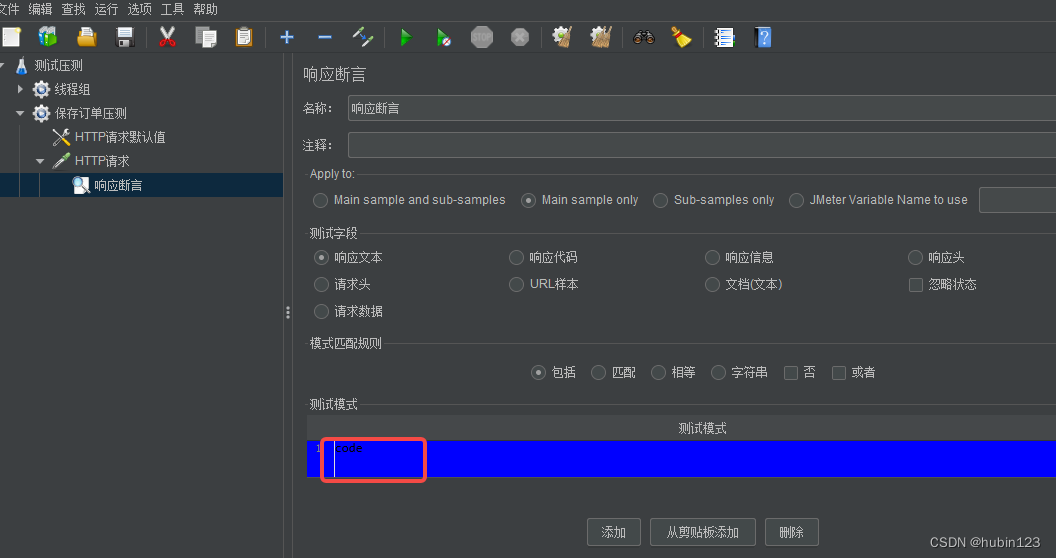 文件 编辑 查找 运行 选项 工具 帮助
STOP
?
测试压测
线程组
保存订单压测
HTTP请求默认值
HTTP请求
响应断言
响应断言
名称：
响应断言
注释：
Apply to:
Main sample and sub-samples
Main sample only
Sub-samples only
JMeter Variable Name to use
测试字段
响应文本
响应代码
响应信息
响应头
请求头
URL样本
文档(文本)
忽略状态
请求数据
模式匹配规则
包括
匹配
相等
字符串
否
或者
测试模式
测试模式
1
code
添加
从剪贴板添加
删除
CSDN @hubin123